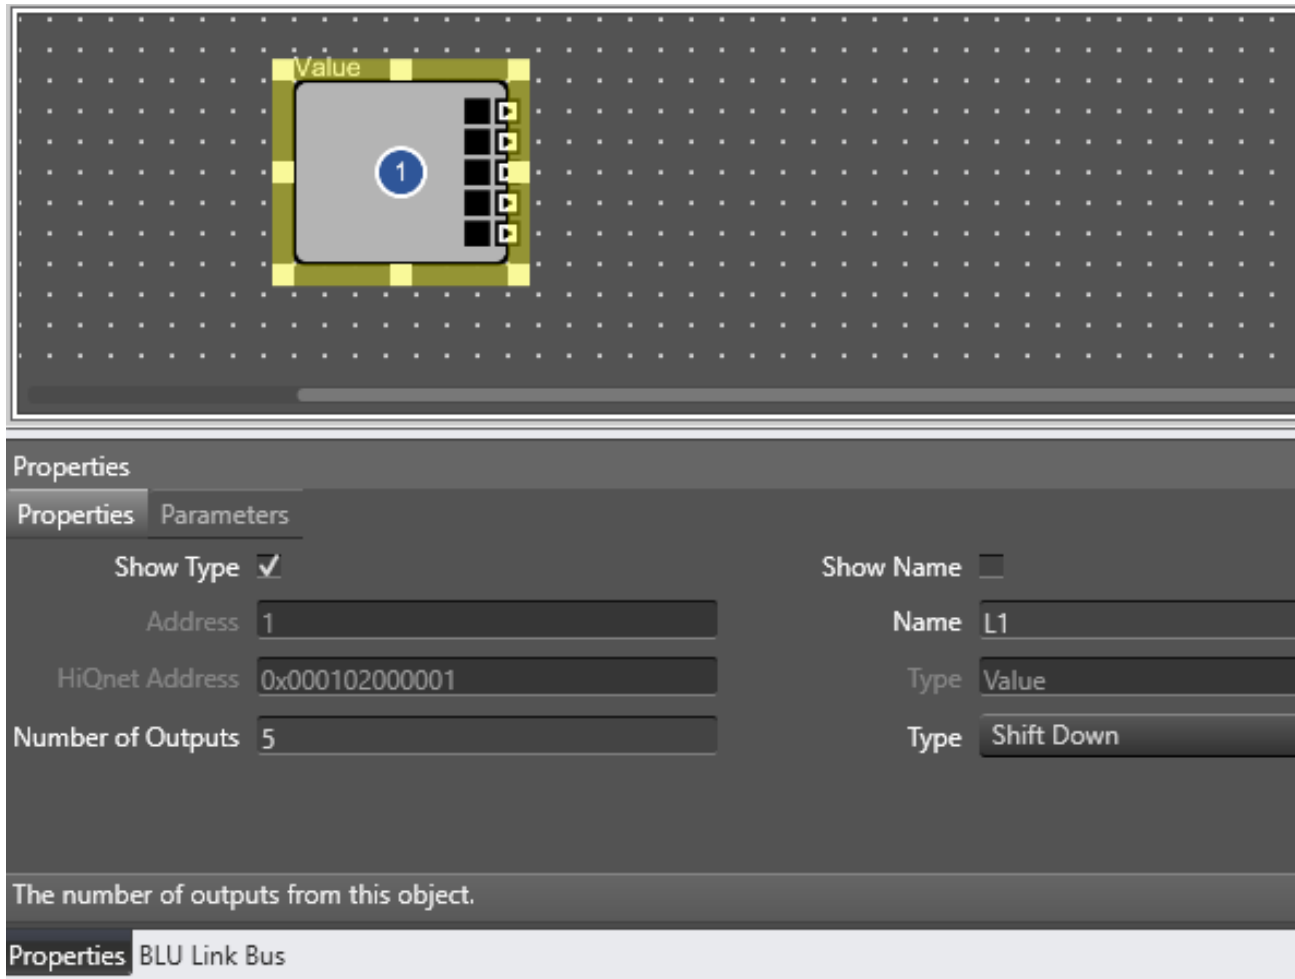 Value
1
Properties
Properties Parameters
Show Type Show Name
Address 1 Name L1
HiQnet Address 0x000102000001 Type Value
Number of Outputs 5 Type Shift Down
The number of outputs from this object.
Properties BLU Link Bus